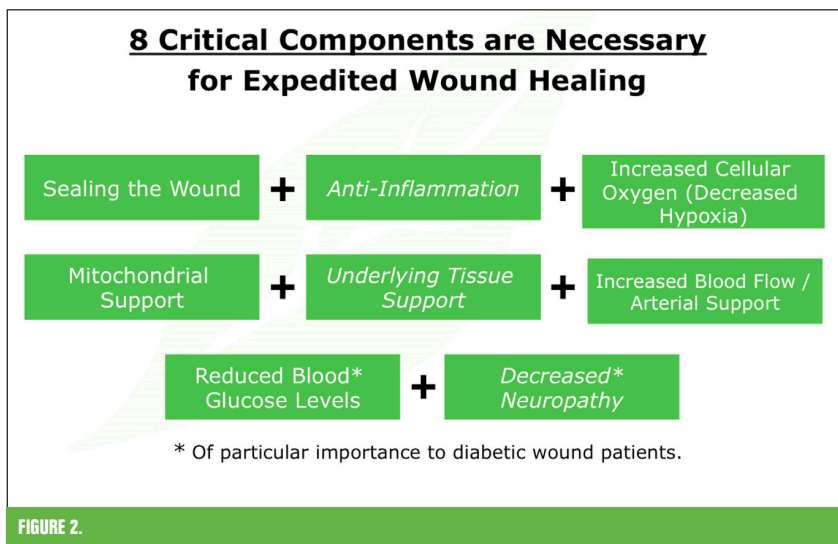 8 Critical Components are Necessary
for Expedited Wound Healing
Sealing the Wound + Anti-Inflammation + Increased Cellular
Oxygen (Decreased
Hypoxia)
Mitochondrial
Support + Underlying Tissue
Support + Increased Blood Flow /
Arterial Support
Reduced Blood*
Glucose Levels + Decreased*
Neuropathy
* Of particular importance to diabetic wound patients.
FIGURE 2.